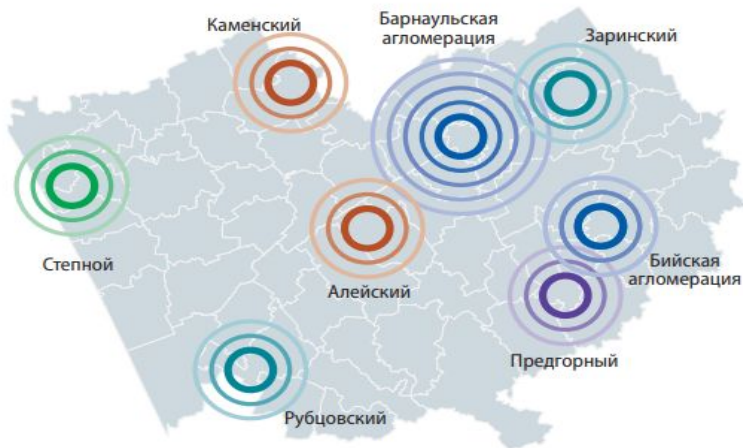 Каменский
Барнаульская
агломерация
Заринский
Степной
Алейский
Бийская
агломерация
Предгорный
Рубцовский